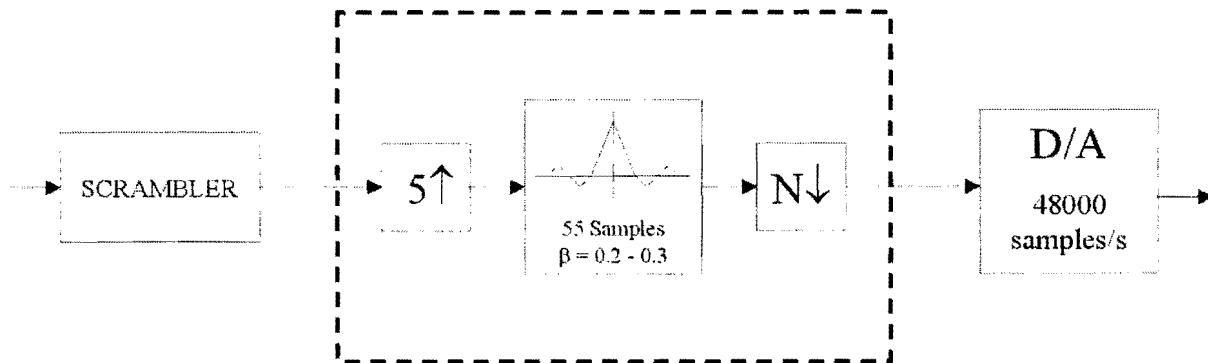 SCRAMBLER
5↑
55 Samples
β = 0.2 - 0.3
N↓
D/A
48000
samples/s